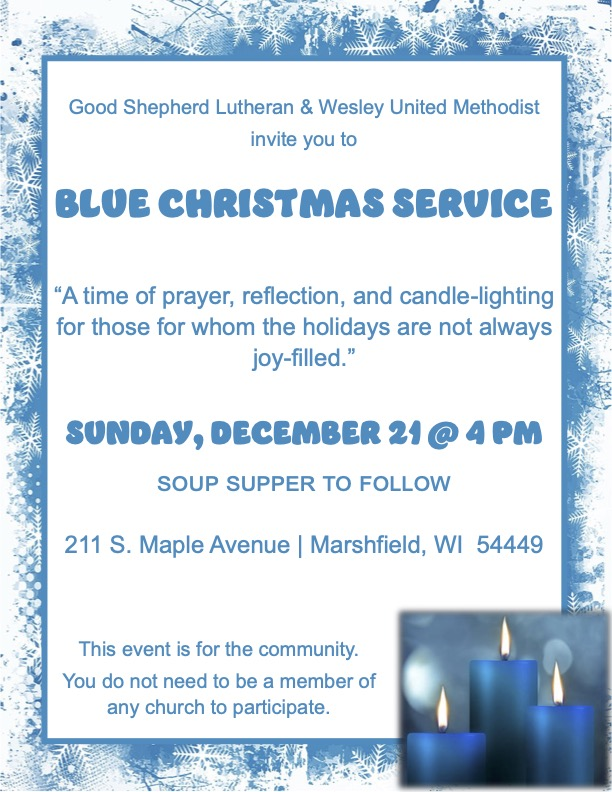 Good Shepherd Lutheran & Wesley United Methodist
invite you to
BLUE CHRISTMAS SERVICE
“A time of prayer, reflection, and candle-lighting
for those for whom the holidays are not always
joy-filled.”
SUNDAY, DECEMBER 21 @ 4 PM
SOUP SUPPER TO FOLLOW
211 S. Maple Avenue | Marshfield, WI  54449
This event is for the community.
You do not need to be a member of
any church to participate.